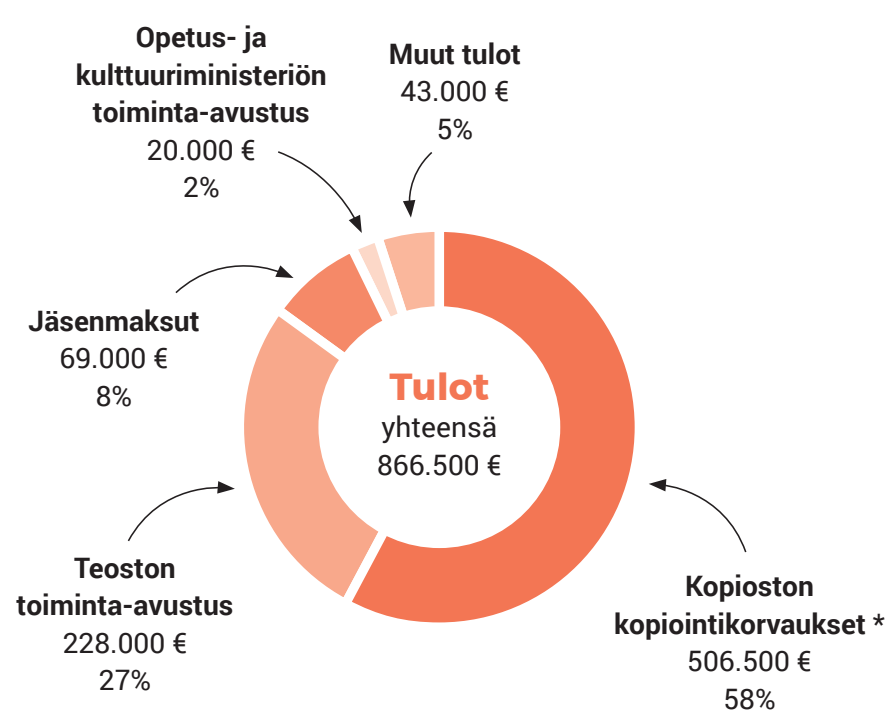 Opetus- ja
kulttuuriministeriön
toiminta-avustus
20.000 €
2%
Muut tulot
43.000 €
5%
Jäsenmaksut
69.000 €
8%
Tulot
yhteensä
866.500 €
Teoston
toiminta-avustus
228.000 €
27%
Kopioston
kopiointikorvaukset *
506.500 €
58%